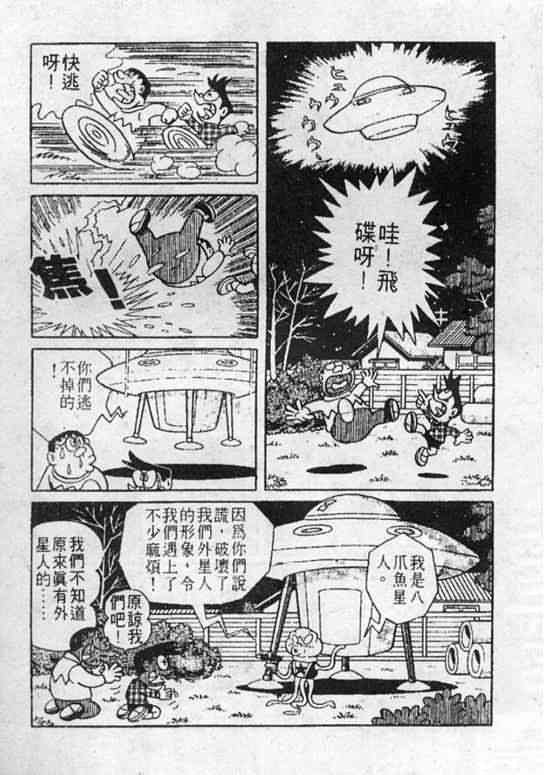 ヒュウ
ウウウー
ヒュウ
哇！飛
碟呀！
快逃
呀！
焦！
你們逃
不掉的
！
我是八
爪魚星
人。
因爲你們說
謊，破壞了
我們外星人
的形象，令
我們遇上了
不少麻煩！
原諒我
們吧！
我們不知道
原來眞有外
星人的……